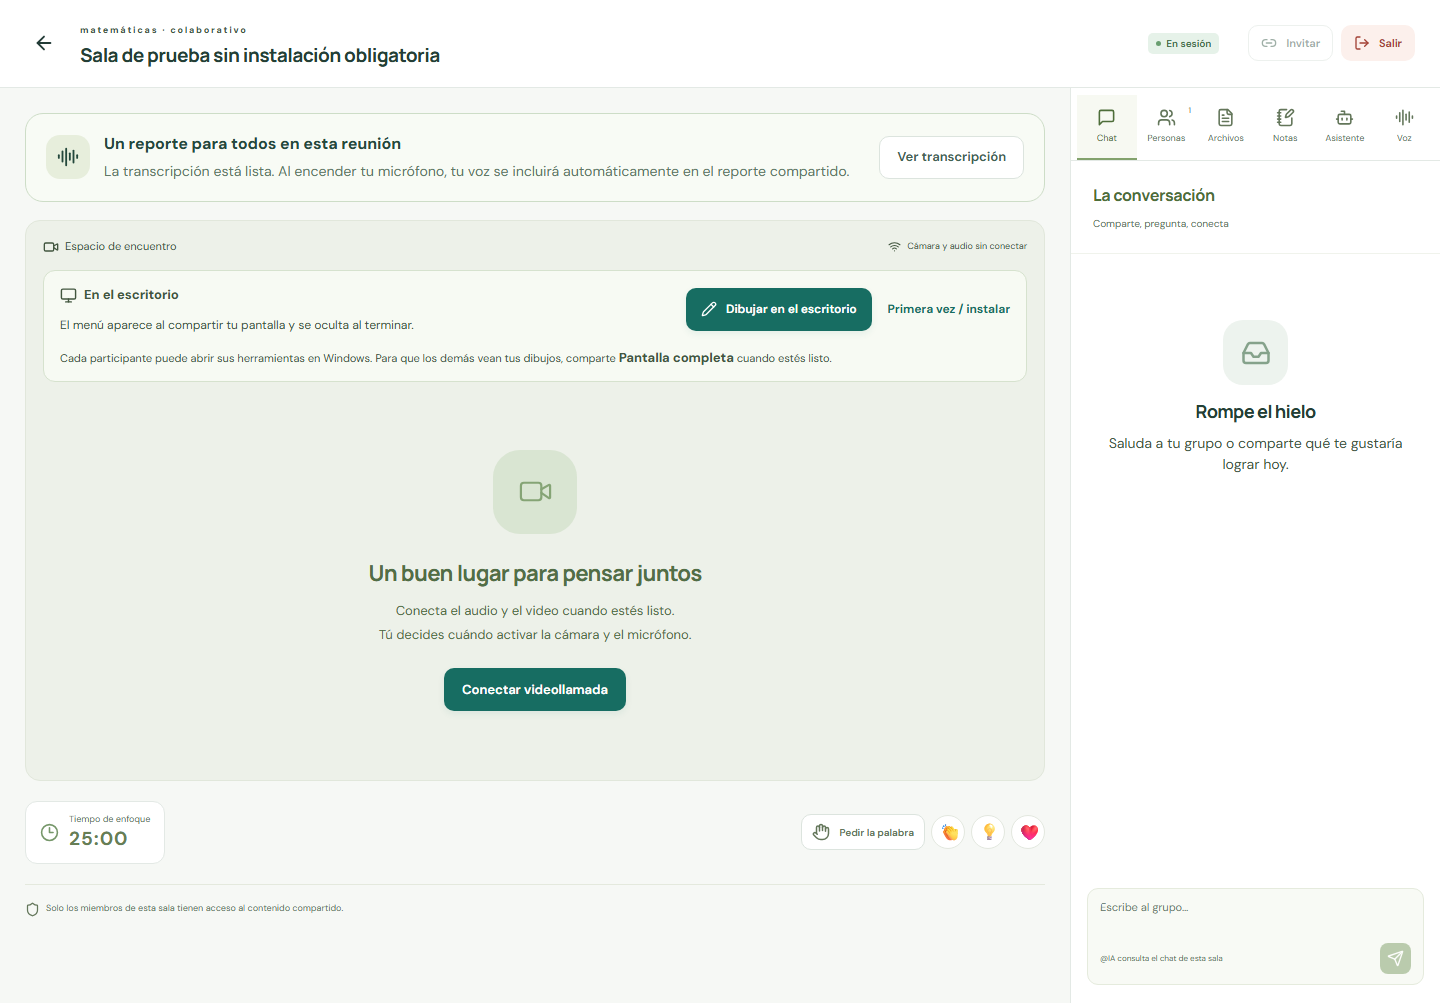 matemáticas · colaborativo
Sala de prueba sin instalación obligatoria
En sesión
Invitar
Salir
Un reporte para todos en esta reunión
La transcripción está lista. Al encender tu micrófono, tu voz se incluirá automáticamente en el reporte compartido.
Ver transcripción
Espacio de encuentro
Cámara y audio sin conectar
En el escritorio
El menú aparece al compartir tu pantalla y se oculta al terminar.
Dibujar en el escritorio
Primera vez / instalar
Cada participante puede abrir sus herramientas en Windows. Para que los demás vean tus dibujos, comparte Pantalla completa cuando estés listo.
Un buen lugar para pensar juntos
Conecta el audio y el video cuando estés listo.
Tú decides cuándo activar la cámara y el micrófono.
Conectar videollamada
Tiempo de enfoque
25:00
Pedir la palabra
Solo los miembros de esta sala tienen acceso al contenido compartido.
Chat
Personas
1
Archivos
Notas
Asistente
Voz
La conversación
Comparte, pregunta, conecta
Rompe el hielo
Saluda a tu grupo o comparte qué te gustaría
lograr hoy.
Escribe al grupo…
@IA consulta el chat de esta sala